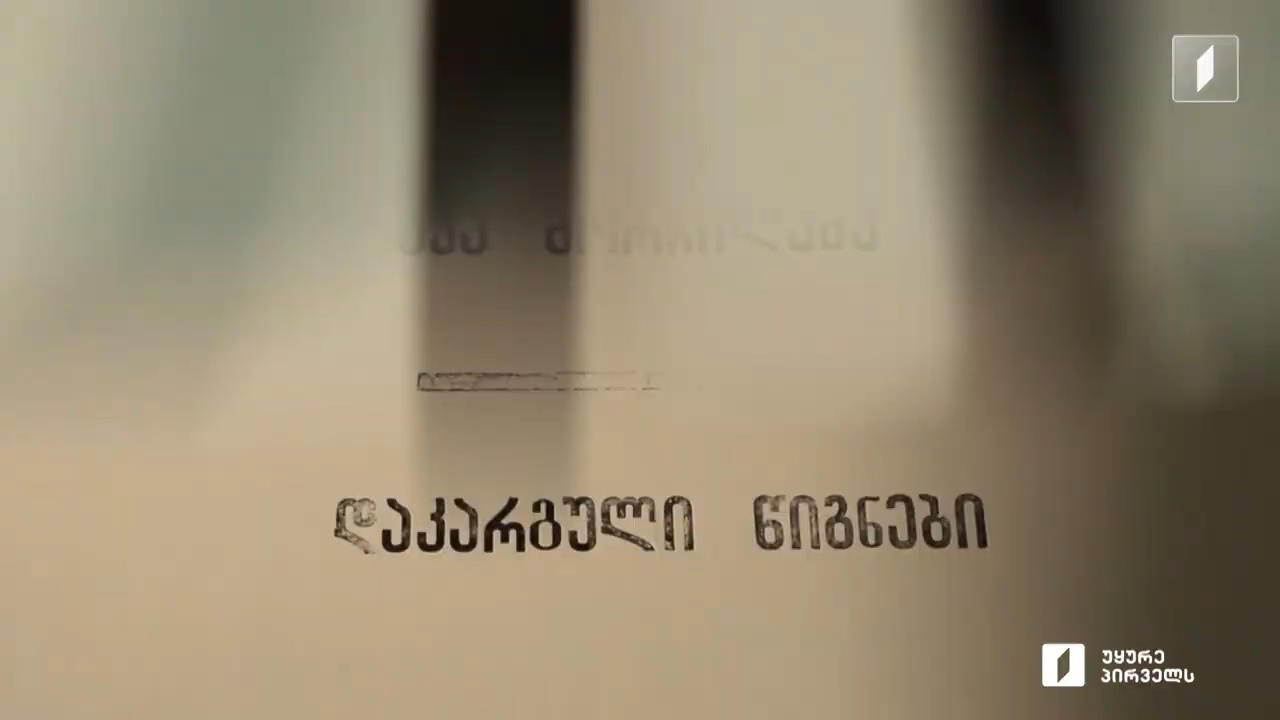 დაკარგული წიგნები
უყურე
პირველს